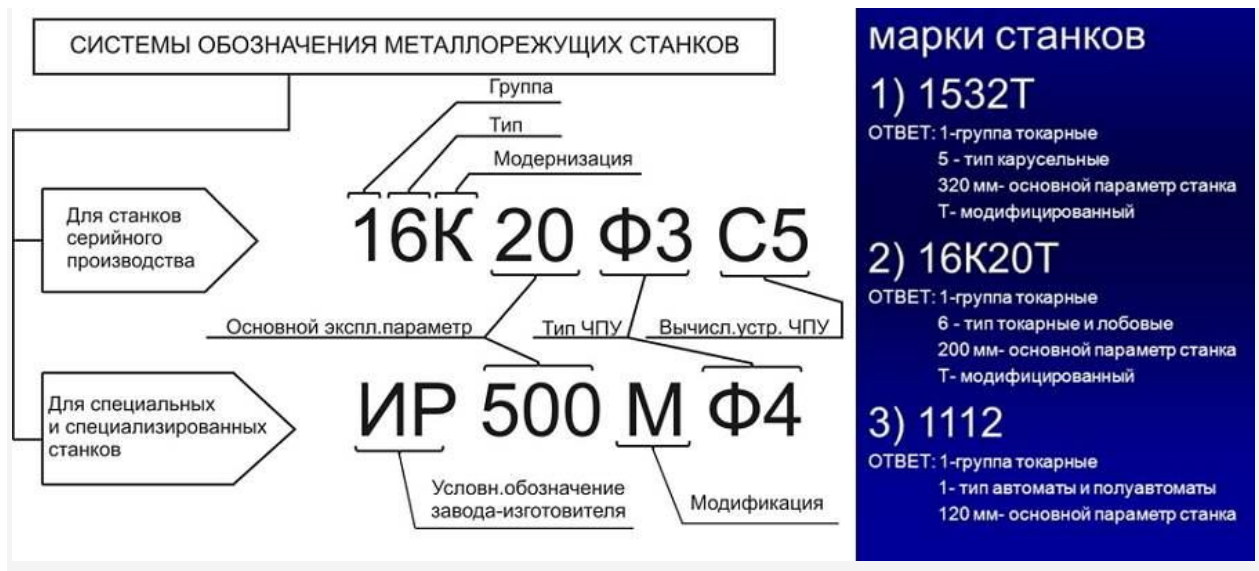 СИСТЕМЫ ОБОЗНАЧЕНИЯ МЕТАЛЛОРЕЖУЩИХ СТАНКОВ
Группа
Тип
Модернизация
Для станков
серийного
производства
16К 20 Ф3 С5
Основной экспл.параметр
Тип ЧПУ
Вычисл.устр. ЧПУ
Для специальных
и специализированных
станков
ИР 500 М Ф4
Условн.обозначение
завода-изготовителя
Модификация
марки станков
1) 1532Т
ОТВЕТ: 1-группа токарные
5 - тип карусельные
320 мм- основной параметр станка
Т- модифицированный
2) 16К20Т
ОТВЕТ: 1-группа токарные
6 - тип токарные и лобовые
200 мм- основной параметр станка
Т- модифицированный
3) 1112
ОТВЕТ: 1-группа токарные
1- тип автоматы и полуавтоматы
120 мм- основной параметр станка